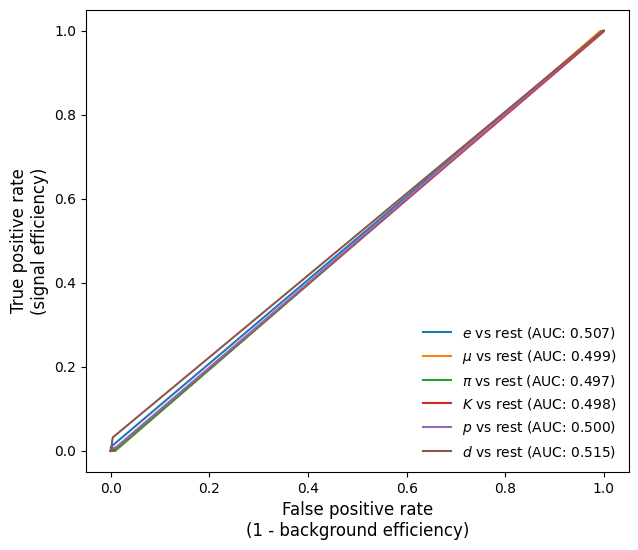 1.0
0.8
0.6
0.4
0.2
0.0
True positive rate
(signal efficiency)
e vs rest (AUC: 0.507)
μ vs rest (AUC: 0.499)
π vs rest (AUC: 0.497)
K vs rest (AUC: 0.498)
p vs rest (AUC: 0.500)
d vs rest (AUC: 0.515)
0.0 0.2 0.4 0.6 0.8 1.0
False positive rate
(1 - background efficiency)